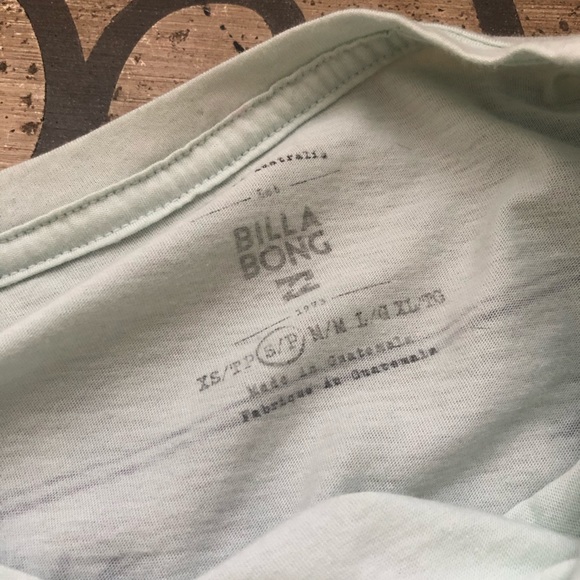 Australia
Est
BILLA
BONG
1973
XS/TP S/P M/M L/G XL/TG
Made in Guatemala
Fabrique Au Guatemala